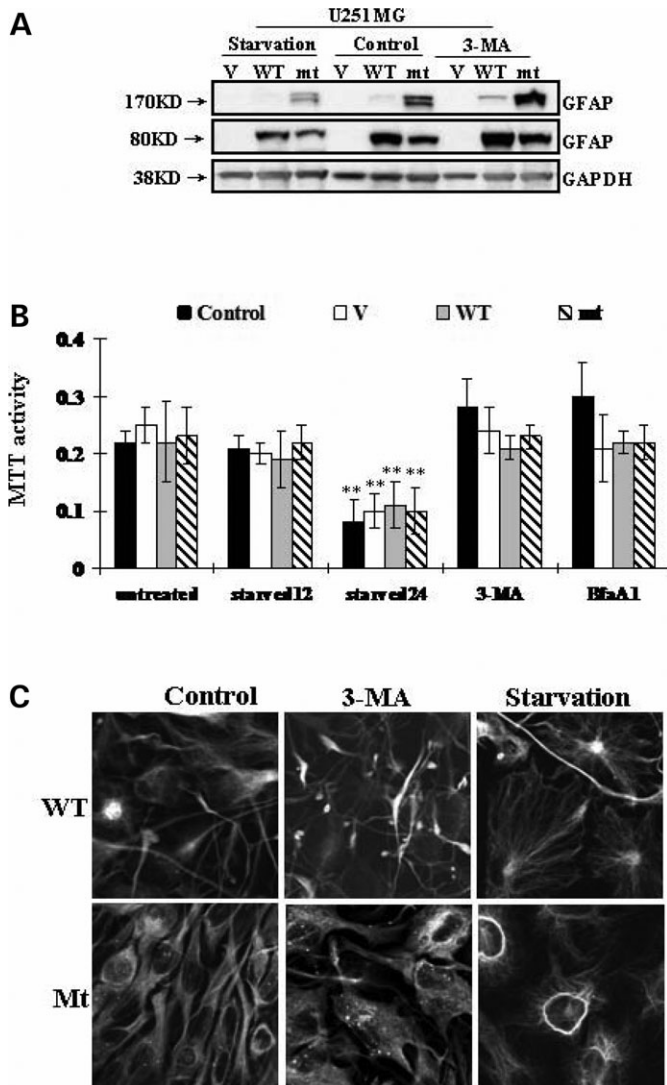 A
U251MG
Starvation Control 3-MA
V WT mt V WT mt V WT mt
170KD → GFAP
80KD → GFAP
38KD → GAPDH
B
Control V WT mt
0.4
0.3
0.2
0.1
0
MTT activity
** ** ** **
untreated starved12 starved24 3-MA BfaA1
C
Control 3-MA Starvation
WT
Mt